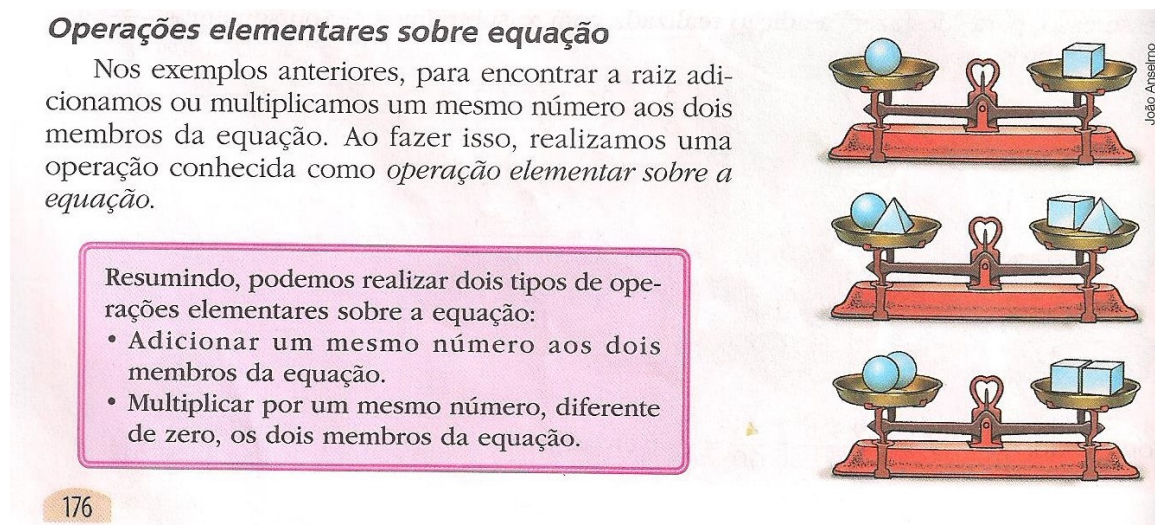 Operações elementares sobre equação
Nos exemplos anteriores, para encontrar a raiz adi-
cionamos ou multiplicamos um mesmo número aos dois
membros da equação. Ao fazer isso, realizamos uma
operação conhecida como operação elementar sobre a
equação.
Resumindo, podemos realizar dois tipos de ope-
rações elementares sobre a equação:
• Adicionar um mesmo número aos dois
membros da equação.
• Multiplicar por um mesmo número, diferente
de zero, os dois membros da equação.
João Anselmo
176